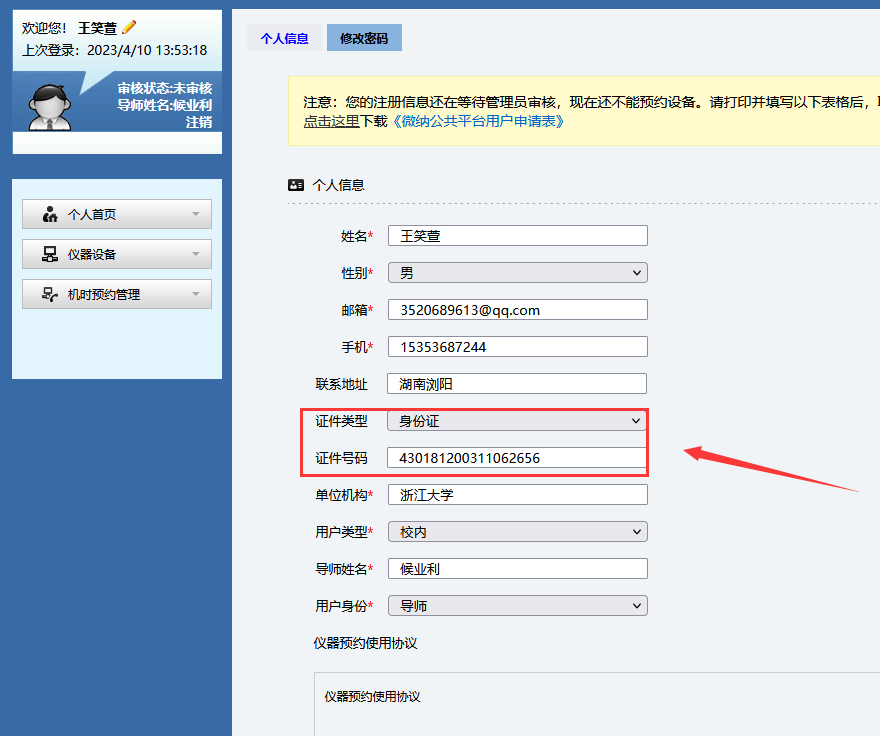 欢迎您! 王笑萱
上次登录：2023/4/10 13:53:18
审核状态:未审核
导师姓名:候业利
注销
个人首页
仪器设备
机时预约管理
个人信息 修改密码
注意：您的注册信息还在等待管理员审核，现在还不能预约设备。请打印并填写以下表格后，
点击这里下载《微纳公共平台用户申请表》
个人信息
姓名* 王笑萱
性别* 男
邮箱* 3520689613@qq.com
手机* 15353687244
联系地址 湖南浏阳
证件类型 身份证
证件号码 430181200311062656
单位机构* 浙江大学
用户类型* 校内
导师姓名* 候业利
用户身份* 导师
仪器预约使用协议
仪器预约使用协议